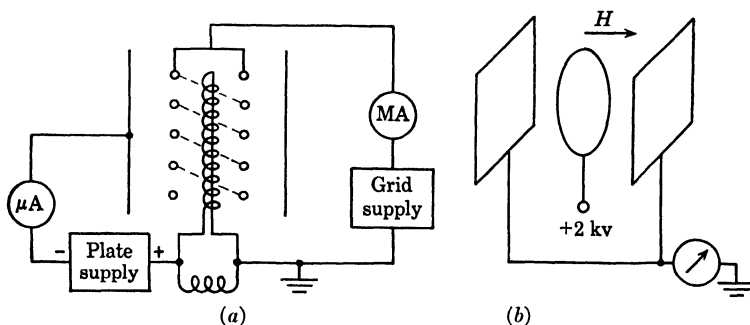 H
MA
Grid
supply
+2 kv
μA
− Plate +
supply
(a)
(b)